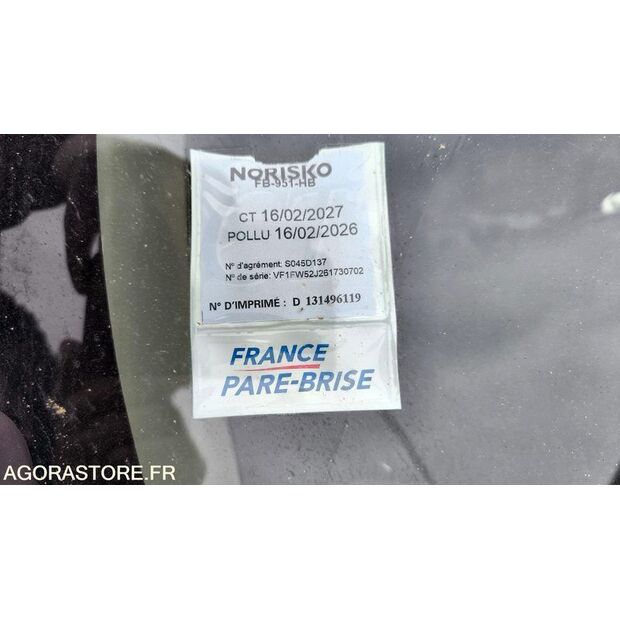 NORISKO
FB-951-HB
CT 16/02/2027
POLLU 16/02/2026
N° d'agrément: S045D137
N° de série: VF1FW52J261730702
N° D'IMPRIMÉ : D 131496119
FRANCE
PARE-BRISE
AGORASTORE.FR